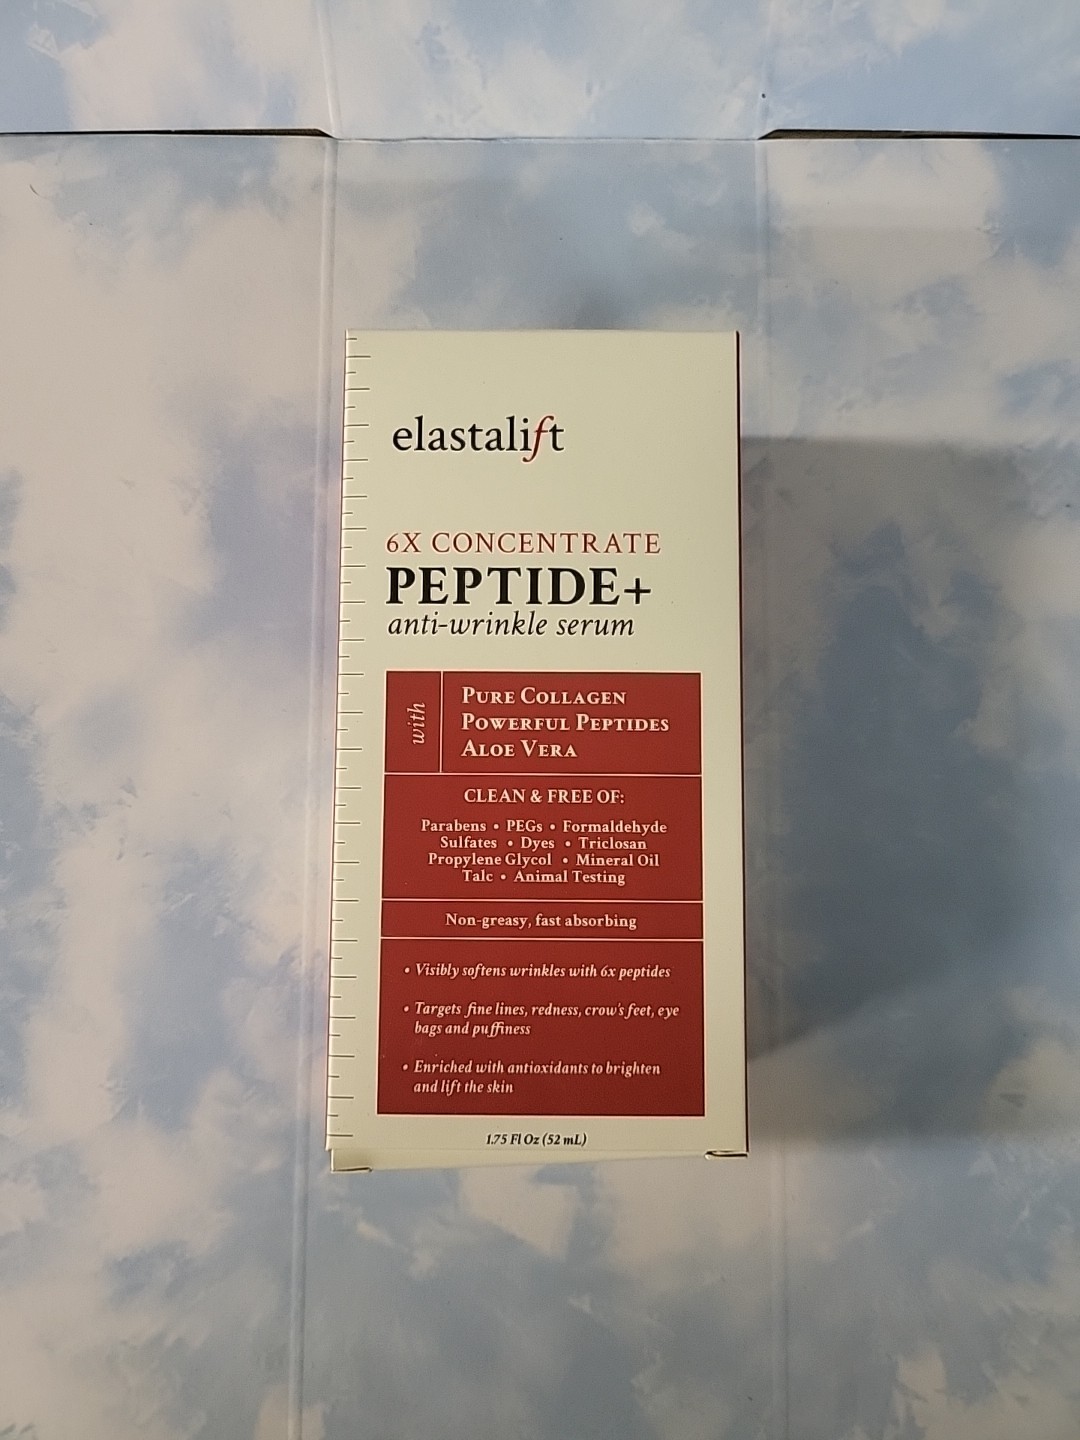 elastalift
6X CONCENTRATE
PEPTIDE+
anti-wrinkle serum
with
PURE COLLAGEN
POWERFUL PEPTIDES
ALOE VERA
CLEAN & FREE OF:
Parabens • PEGs • Formaldehyde
Sulfates • Dyes • Triclosan
Propylene Glycol • Mineral Oil
Talc • Animal Testing
Non-greasy, fast absorbing
• Visibly softens wrinkles with 6x peptides
• Targets fine lines, redness, crow's feet, eye
bags and puffiness
• Enriched with antioxidants to brighten
and lift the skin
1.75 Fl Oz (52 mL)